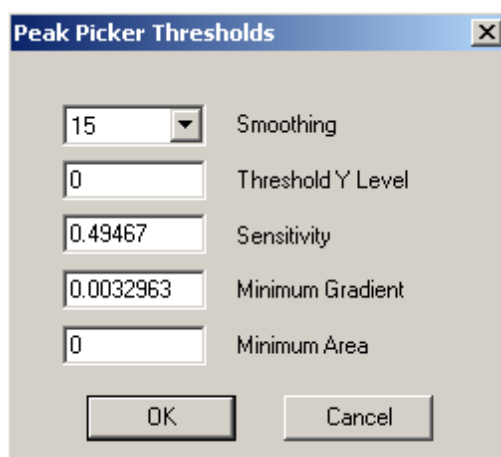 Peak Picker Thresholds
15 Smoothing
0 Threshold Y Level
0.49467 Sensitivity
0.0032963 Minimum Gradient
0 Minimum Area
OK Cancel